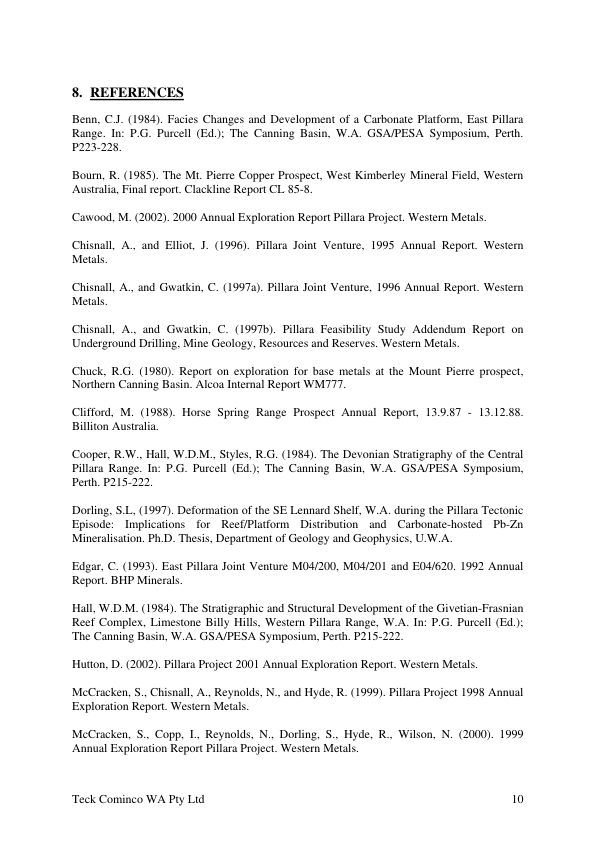 8. REFERENCES
Benn, C.J. (1984). Facies Changes and Development of a Carbonate Platform, East Pillara
Range. In: P.G. Purcell (Ed.); The Canning Basin, W.A. GSA/PESA Symposium, Perth.
P223-228.
Bourn, R. (1985). The Mt. Pierre Copper Prospect, West Kimberley Mineral Field, Western
Australia, Final report. Clackline Report CL 85-8.
Cawood, M. (2002). 2000 Annual Exploration Report Pillara Project. Western Metals.
Chisnall, A., and Elliot, J. (1996). Pillara Joint Venture, 1995 Annual Report. Western
Metals.
Chisnall, A., and Gwatkin, C. (1997a). Pillara Joint Venture, 1996 Annual Report. Western
Metals.
Chisnall, A., and Gwatkin, C. (1997b). Pillara Feasibility Study Addendum Report on
Underground Drilling, Mine Geology, Resources and Reserves. Western Metals.
Chuck, R.G. (1980). Report on exploration for base metals at the Mount Pierre prospect,
Northern Canning Basin. Alcoa Internal Report WM777.
Clifford, M. (1988). Horse Spring Range Prospect Annual Report, 13.9.87 - 13.12.88.
Billiton Australia.
Cooper, R.W., Hall, W.D.M., Styles, R.G. (1984). The Devonian Stratigraphy of the Central
Pillara Range. In: P.G. Purcell (Ed.); The Canning Basin, W.A. GSA/PESA Symposium,
Perth. P215-222.
Dorling, S.L, (1997). Deformation of the SE Lennard Shelf, W.A. during the Pillara Tectonic
Episode: Implications for Reef/Platform Distribution and Carbonate-hosted Pb-Zn
Mineralisation. Ph.D. Thesis, Department of Geology and Geophysics, U.W.A.
Edgar, C. (1993). East Pillara Joint Venture M04/200, M04/201 and E04/620. 1992 Annual
Report. BHP Minerals.
Hall, W.D.M. (1984). The Stratigraphic and Structural Development of the Givetian-Frasnian
Reef Complex, Limestone Billy Hills, Western Pillara Range, W.A. In: P.G. Purcell (Ed.);
The Canning Basin, W.A. GSA/PESA Symposium, Perth. P215-222.
Hutton, D. (2002). Pillara Project 2001 Annual Exploration Report. Western Metals.
McCracken, S., Chisnall, A., Reynolds, N., and Hyde, R. (1999). Pillara Project 1998 Annual
Exploration Report. Western Metals.
McCracken, S., Copp, I., Reynolds, N., Dorling, S., Hyde, R., Wilson, N. (2000). 1999
Annual Exploration Report Pillara Project. Western Metals.
Teck Cominco WA Pty Ltd 10